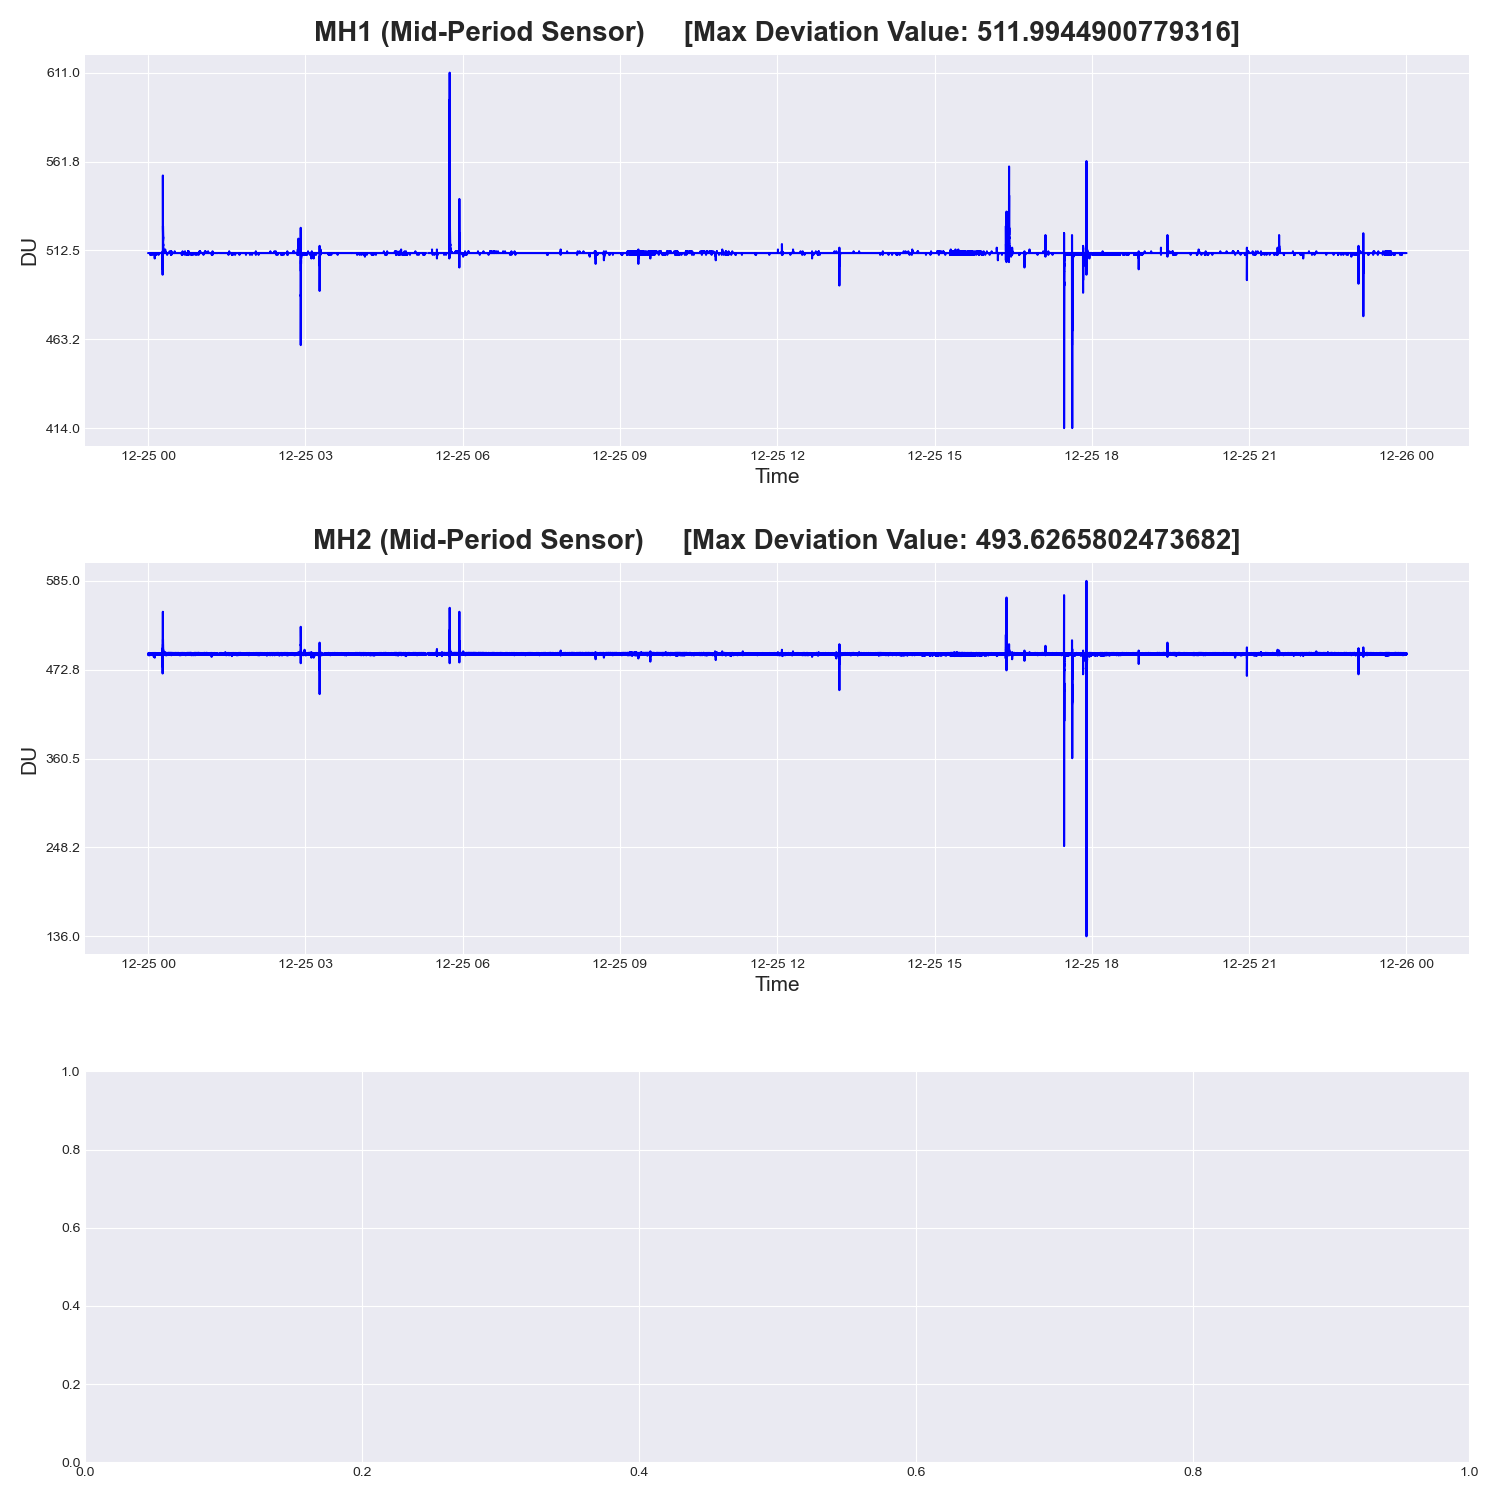 MH1 (Mid-Period Sensor) [Max Deviation Value: 511.9944900779316]
611.0
561.8
512.5
463.2
414.0
DU
12-25 00 12-25 03 12-25 06 12-25 09 12-25 12 12-25 15 12-25 18 12-25 21 12-26 00
Time
MH2 (Mid-Period Sensor) [Max Deviation Value: 493.6265802473682]
585.0
472.8
360.5
248.2
136.0
DU
12-25 00 12-25 03 12-25 06 12-25 09 12-25 12 12-25 15 12-25 18 12-25 21 12-26 00
Time
1.0
0.8
0.6
0.4
0.2
0.0
0.0 0.2 0.4 0.6 0.8 1.0